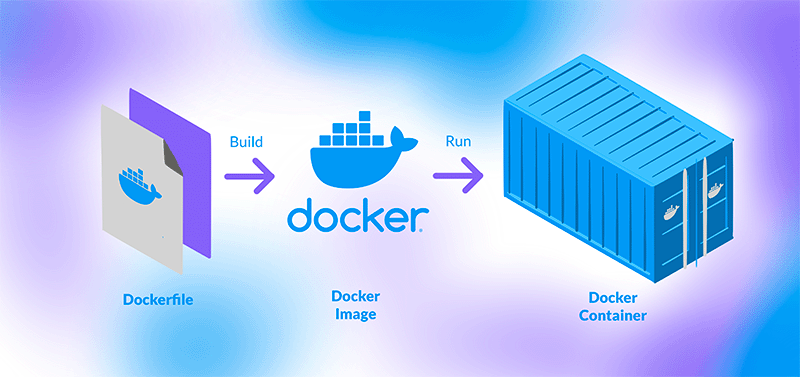 Build
Run
docker
Dockerfile
Docker
Image
Docker
Container